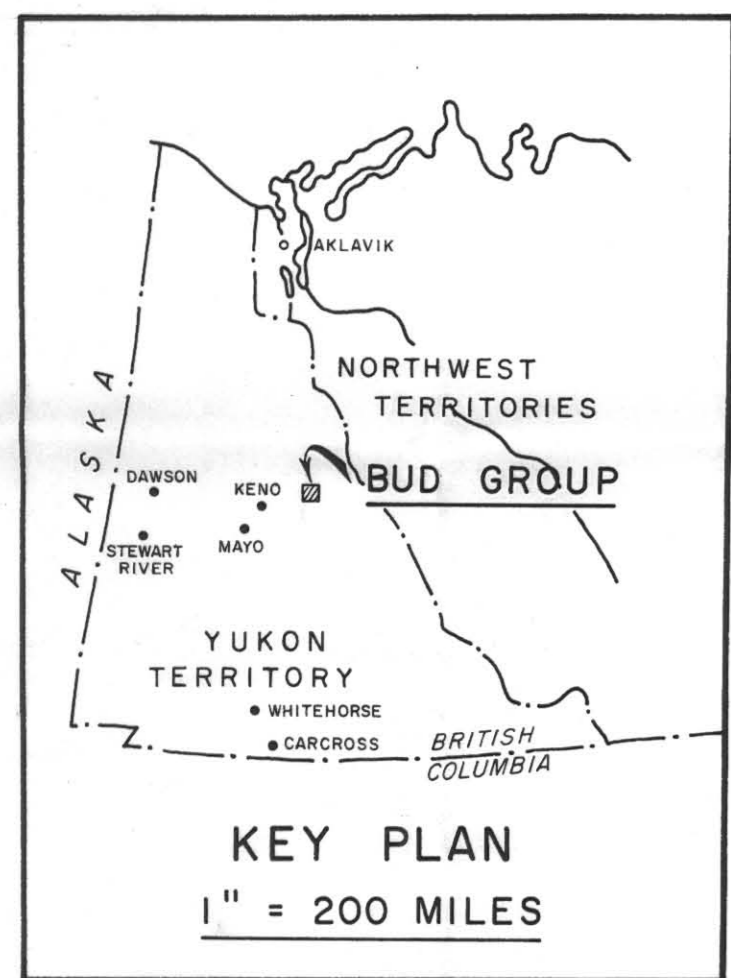 AKLAVIK
NORTHWEST
TERRITORIES
ALASKA
BUD GROUP
DAWSON
KENO
STEWART
RIVER
MAYO
YUKON
TERRITORY
WHITEHORSE
CARCROSS
BRITISH
COLUMBIA
KEY PLAN
1" = 200 MILES